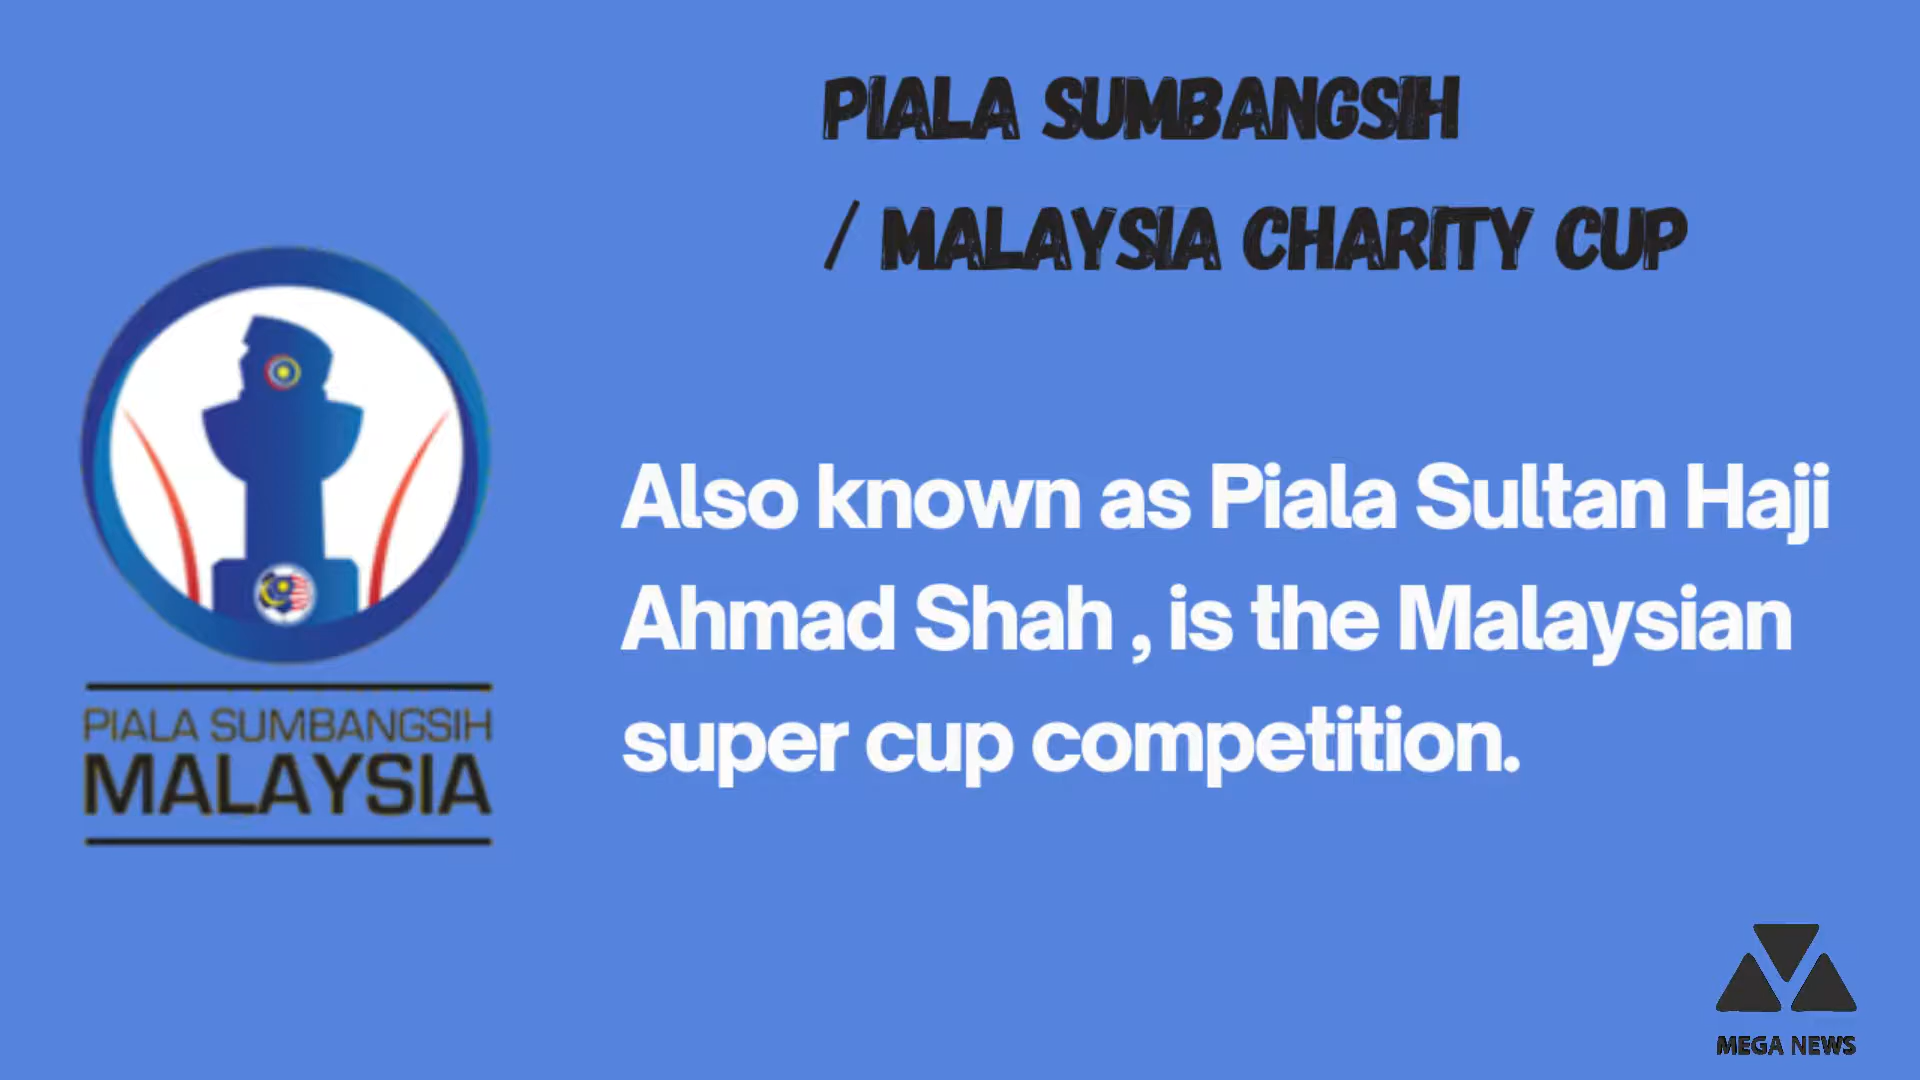 PIALA SUMBANGSIH
/ MALAYSIA CHARITY CUP
Also known as Piala Sultan Haji
Ahmad Shah , is the Malaysian
super cup competition.
PIALA SUMBANGSIH
MALAYSIA
MEGA NEWS